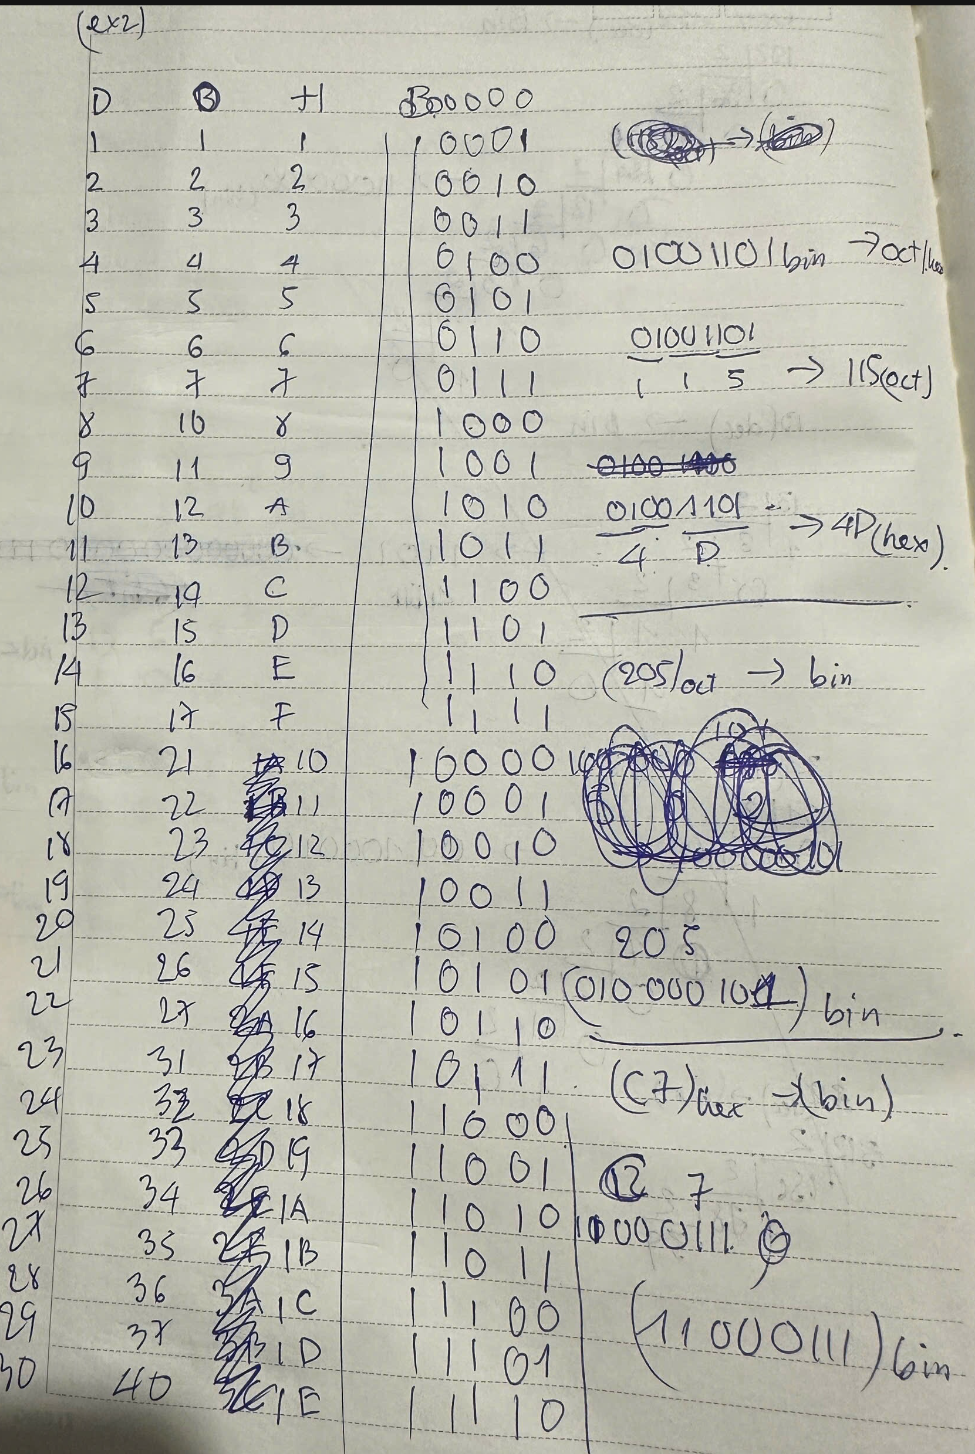 (ex2)
D B H B 0000
1 1 1 0001
2 2 2 0010
3 3 3 0011
4 4 4 0100 01001101 bin → oct/hex
5 5 5 0101
6 6 6 0110 01001101
7 7 7 0111 1 1 5 → 115(oct)
8 10 8 1000
9 11 9 1001
10 12 A 1010 01001101 → 4D(hex).
11 13 B 1011 4 D
12 14 C 1100
13 15 D 1101
14 16 E 1110 (205)oct → bin
15 17 F 1111
16 21 10 10000
17 22 11 10001
18 23 12 10010
19 24 13 10011
20 25 14 10100 205
21 26 15 10101 (010 000 101) bin
22 27 16 10110
23 31 17 10111 (C7)hex → (bin)
24 32 18 11000
25 33 19 11001 12 7
26 34 1A 11010 10000111
27 35 1B 11011
28 36 1C 11100 (11000111)bin
29 37 1D 11101
30 40 1E 11110